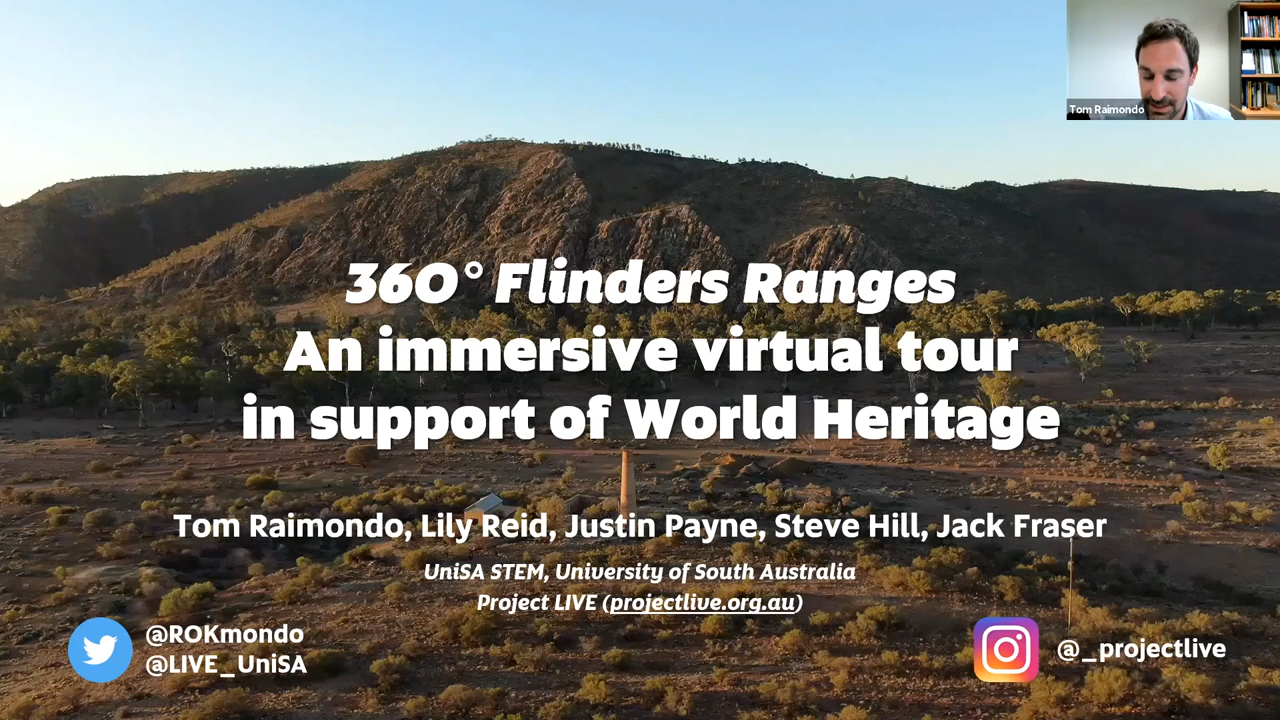 Tom Raimondo
360° Flinders Ranges
An immersive virtual tour
in support of World Heritage
Tom Raimondo, Lily Reid, Justin Payne, Steve Hill, Jack Fraser
UniSA STEM, University of South Australia
Project LIVE (projectlive.org.au)
@ROKmondo
@LIVE_UniSA
@_projectlive